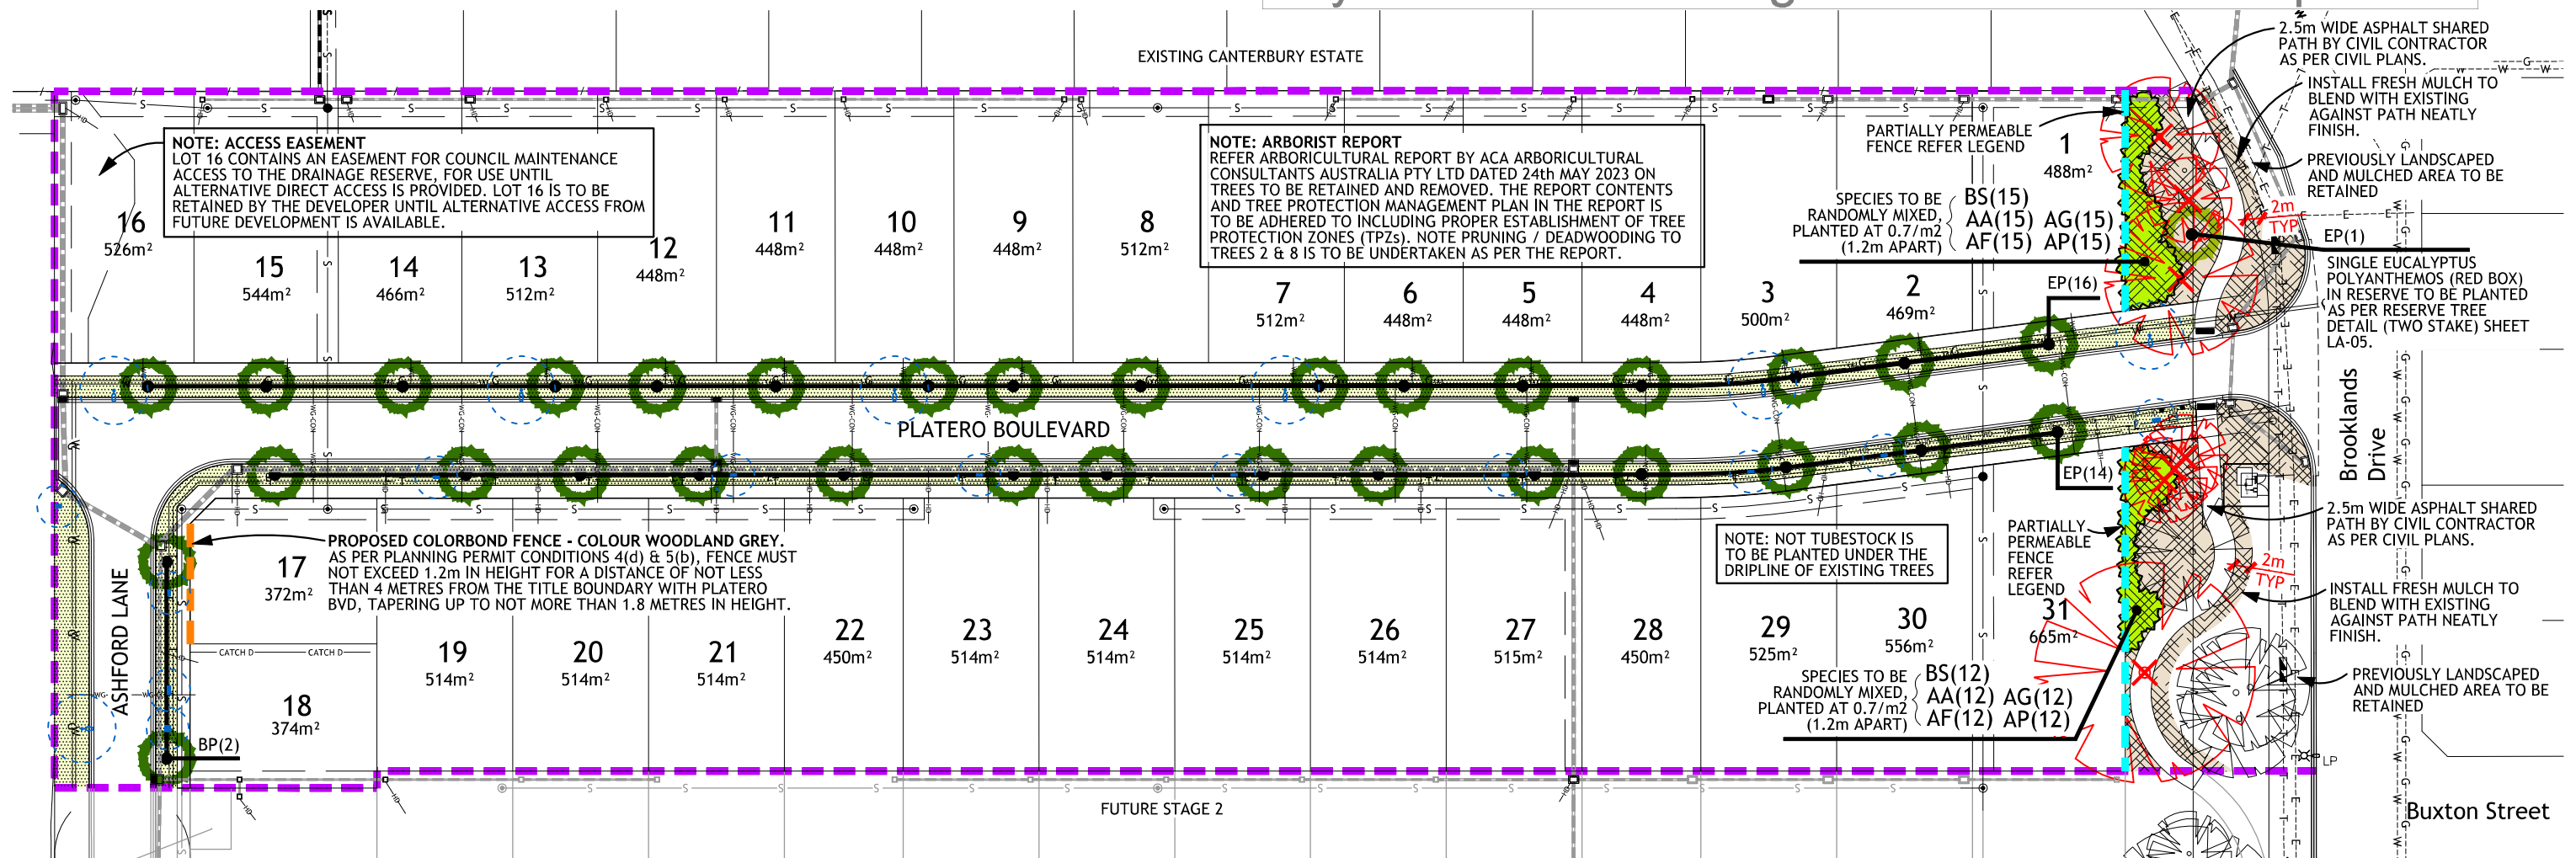 EXISTING CANTERBURY ESTATE
2.5m WIDE ASPHALT SHARED
PATH BY CIVIL CONTRACTOR
AS PER CIVIL PLANS.
INSTALL FRESH MULCH TO
BLEND WITH EXISTING
AGAINST PATH NEATLY
FINISH.
PREVIOUSLY LANDSCAPED
AND MULCHED AREA TO BE
RETAINED
NOTE: ACCESS EASEMENT
LOT 16 CONTAINS AN EASEMENT FOR COUNCIL MAINTENANCE
ACCESS TO THE DRAINAGE RESERVE, FOR USE UNTIL
ALTERNATIVE DIRECT ACCESS IS PROVIDED. LOT 16 IS TO BE
RETAINED BY THE DEVELOPER UNTIL ALTERNATIVE ACCESS FROM
FUTURE DEVELOPMENT IS AVAILABLE.
NOTE: ARBORIST REPORT
REFER ARBORICULTURAL REPORT BY ACA ARBORICULTURAL
CONSULTANTS AUSTRALIA PTY LTD DATED 24th MAY 2023 ON
TREES TO BE RETAINED AND REMOVED. THE REPORT CONTENTS
AND TREE PROTECTION MANAGEMENT PLAN IN THE REPORT IS
TO BE ADHERED TO INCLUDING PROPER ESTABLISHMENT OF TREE
PROTECTION ZONES (TPZs). NOTE PRUNING / DEADWOODING TO
TREES 2 & 8 IS TO BE UNDERTAKEN AS PER THE REPORT.
PARTIALLY PERMEABLE
FENCE REFER LEGEND
1
488m²
SPECIES TO BE
RANDOMLY MIXED,
PLANTED AT 0.7/m2
(1.2m APART)
BS(15)
AA(15) AG(15)
AF(15) AP(15)
2m
TYP
EP(1)
SINGLE EUCALYPTUS
POLYANTHEMOS (RED BOX)
IN RESERVE TO BE PLANTED
AS PER RESERVE TREE
DETAIL (TWO STAKE) SHEET
LA-05.
16
526m²
15
544m²
14
466m²
13
512m²
12
448m²
11
448m²
10
448m²
9
448m²
8
512m²
7
512m²
6
448m²
5
448m²
4
448m²
3
500m²
2
469m²
EP(16)
PLATERO BOULEVARD
EP(14)
Brooklands
Drive
2.5m WIDE ASPHALT SHARED
PATH BY CIVIL CONTRACTOR
AS PER CIVIL PLANS.
PROPOSED COLORBOND FENCE - COLOUR WOODLAND GREY.
AS PER PLANNING PERMIT CONDITIONS 4(d) & 5(b), FENCE MUST
NOT EXCEED 1.2m IN HEIGHT FOR A DISTANCE OF NOT LESS
THAN 4 METRES FROM THE TITLE BOUNDARY WITH PLATERO
BVD, TAPERING UP TO NOT MORE THAN 1.8 METRES IN HEIGHT.
NOTE: NOT TUBESTOCK IS
TO BE PLANTED UNDER THE
DRIPLINE OF EXISTING TREES
PARTIALLY
PERMEABLE
FENCE
REFER
LEGEND
2m
TYP
INSTALL FRESH MULCH TO
BLEND WITH EXISTING
AGAINST PATH NEATLY
FINISH.
PREVIOUSLY LANDSCAPED
AND MULCHED AREA TO BE
RETAINED
ASHFORD LANE
17
372m²
CATCH D
CATCH D
18
374m²
19
514m²
20
514m²
21
514m²
22
450m²
23
514m²
24
514m²
25
514m²
26
514m²
27
515m²
28
450m²
29
525m²
30
556m²
31
665m²
SPECIES TO BE
RANDOMLY MIXED,
PLANTED AT 0.7/m2
(1.2m APART)
BS(12)
AA(12) AG(12)
AF(12) AP(12)
BP(2)
LP
FUTURE STAGE 2
Buxton Street